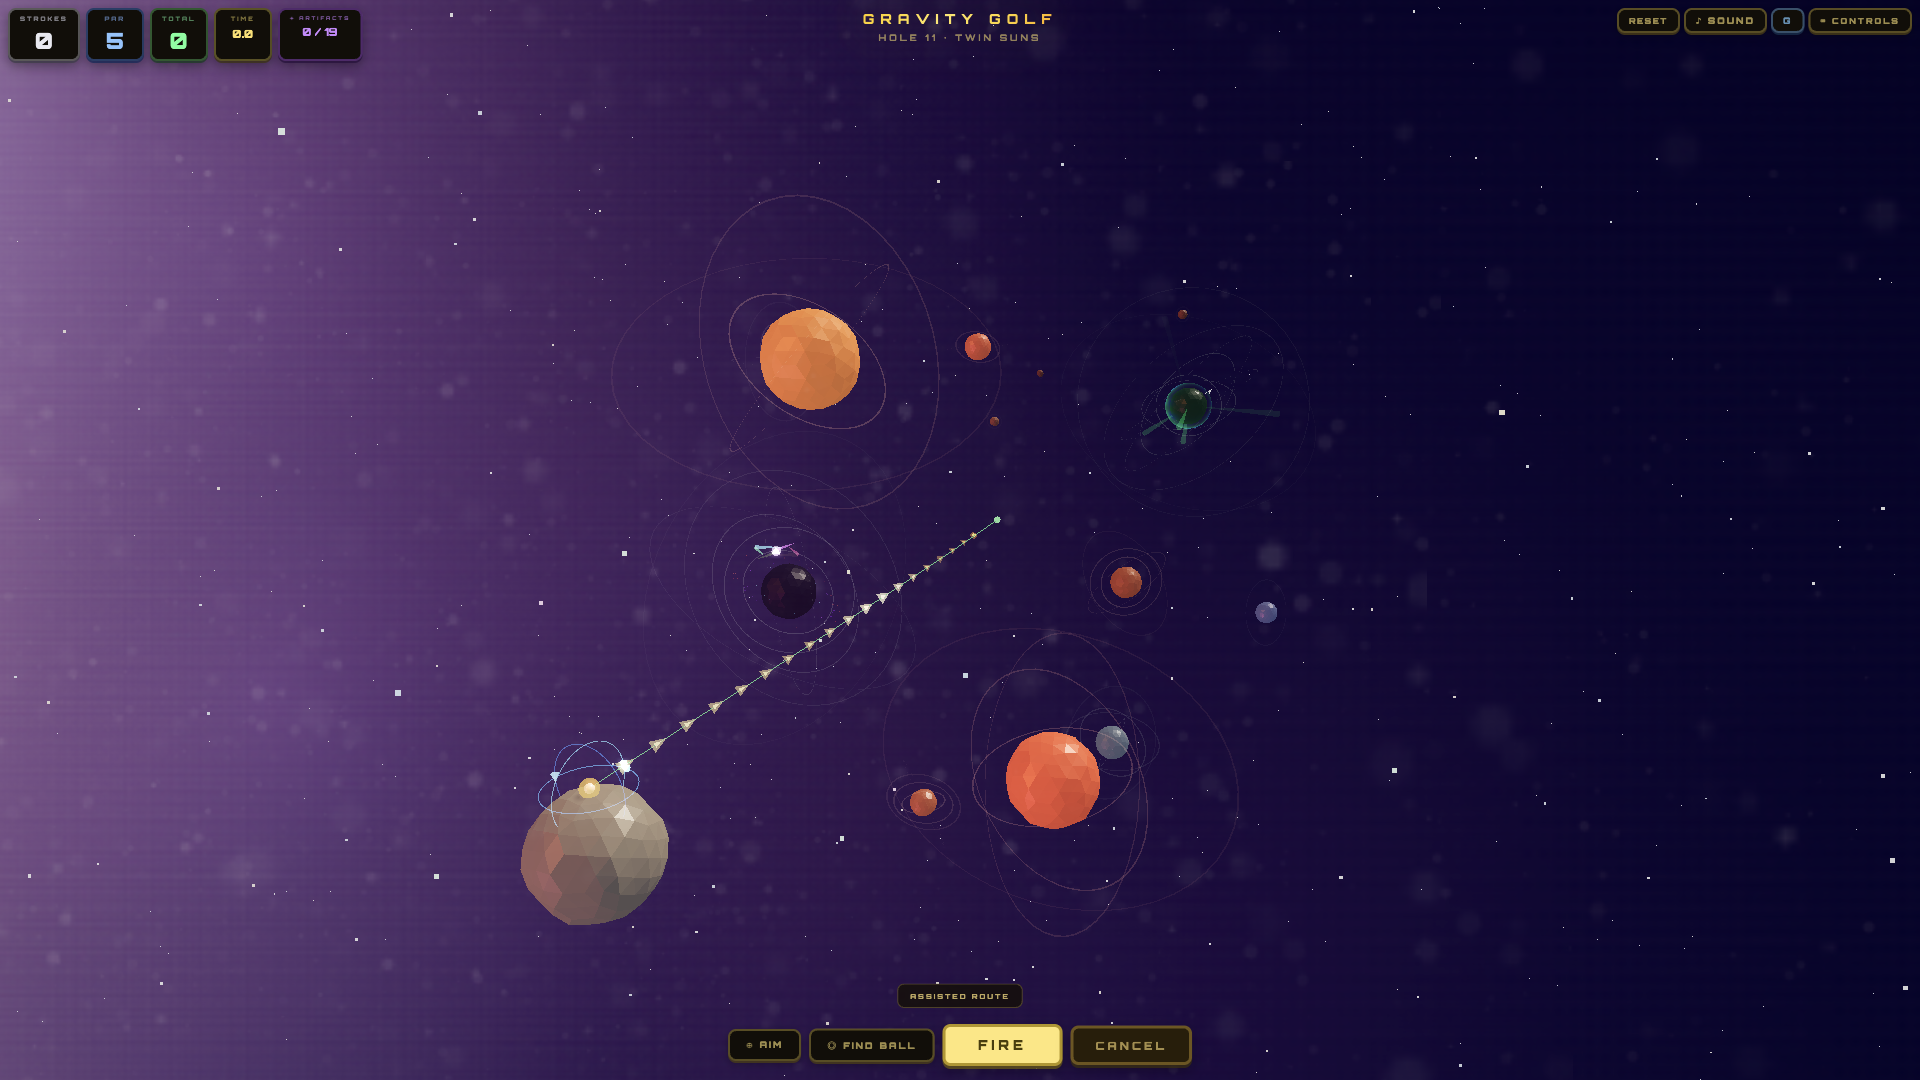 STROKES
0
PAR
5
TOTAL
0
TIME
0.0
✦ ARTIFACTS
0 / 19
GRAVITY GOLF
HOLE 11 · TWIN SUNS
RESET
♪ SOUND
G
CONTROLS
ASSISTED ROUTE
⊕ AIM
◎ FIND BALL
FIRE
CANCEL